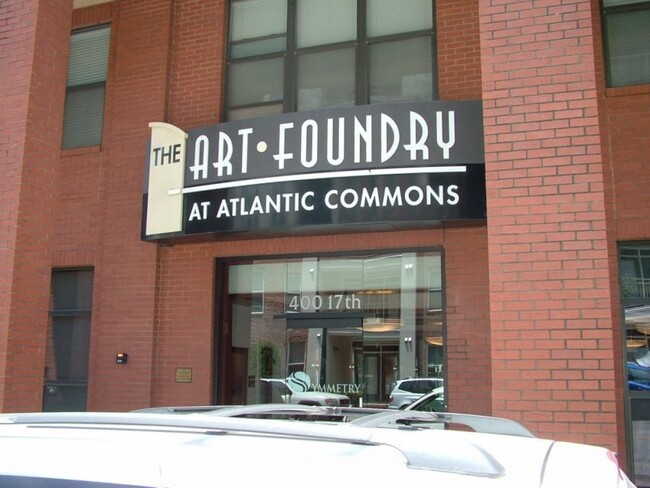 THE ART·FOUNDRY
AT ATLANTIC COMMONS
400 17th
SYMMETRY